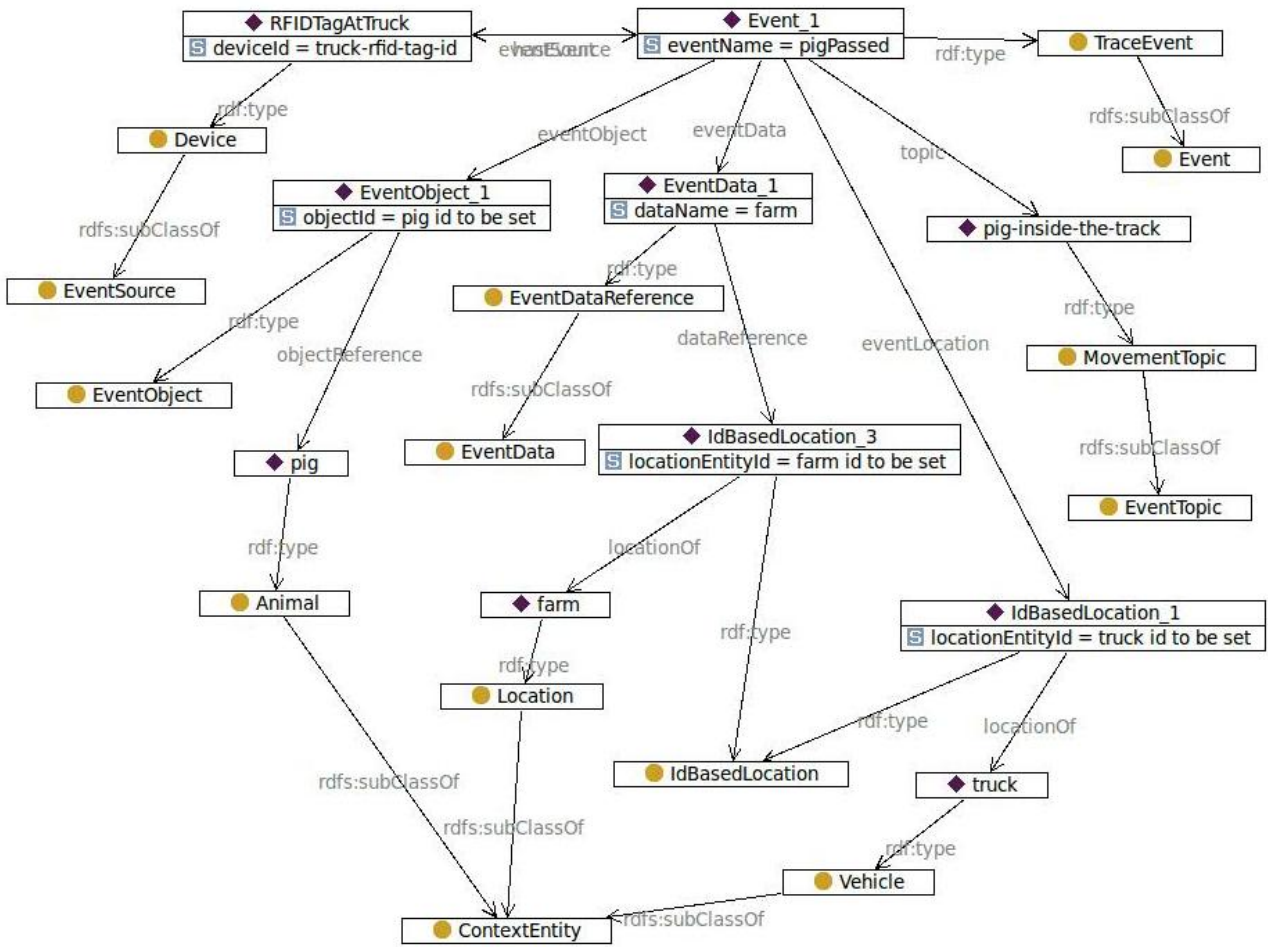 RFIDTagAtTruck
S deviceId = truck-rfid-tag-id
Event_1
S eventName = pigPassed
TraceEvent
rdf:type
rdf:type
rdfs:subClassOf
Device
eventObject
eventData
topic
Event
EventObject_1
S objectId = pig id to be set
EventData_1
S dataName = farm
pig-inside-the-track
rdfs:subClassOf
rdf:type
EventSource
EventDataReference
rdf:type
rdf:type
objectReference
dataReference
eventLocation
MovementTopic
EventObject
rdfs:subClassOf
pig
EventData
IdBasedLocation_3
S locationEntityId = farm id to be set
rdfs:subClassOf
EventTopic
rdf:type
locationOf
Animal
farm
IdBasedLocation_1
S locationEntityId = truck id to be set
rdf:type
rdf:type
Location
rdf:type
locationOf
rdfs:subClassOf
IdBasedLocation
truck
rdfs:subClassOf
rdf:type
Vehicle
ContextEntity
rdfs:subClassOf